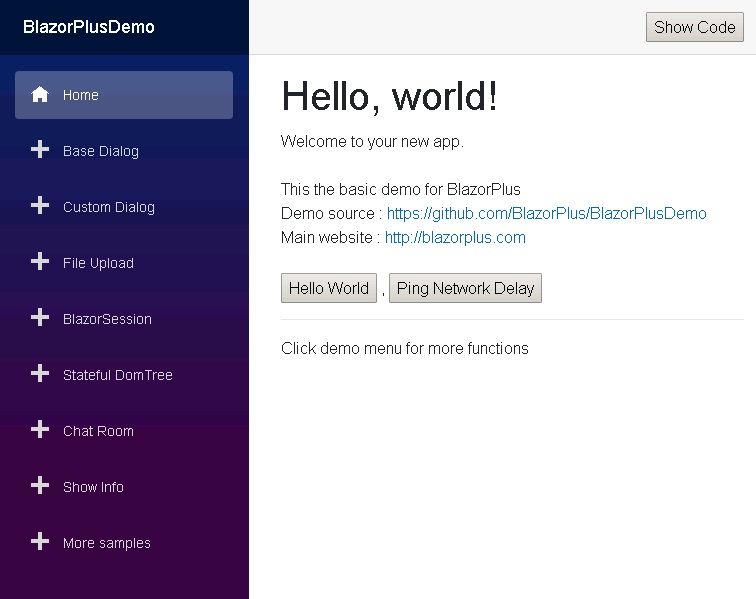 BlazorPlusDemo
Show Code
Home
Base Dialog
Custom Dialog
File Upload
BlazorSession
Stateful DomTree
Chat Room
Show Info
More samples
Hello, world!
Welcome to your new app.
This the basic demo for BlazorPlus
Demo source : https://github.com/BlazorPlus/BlazorPlusDemo
Main website : http://blazorplus.com
Hello World , Ping Network Delay
Click demo menu for more functions